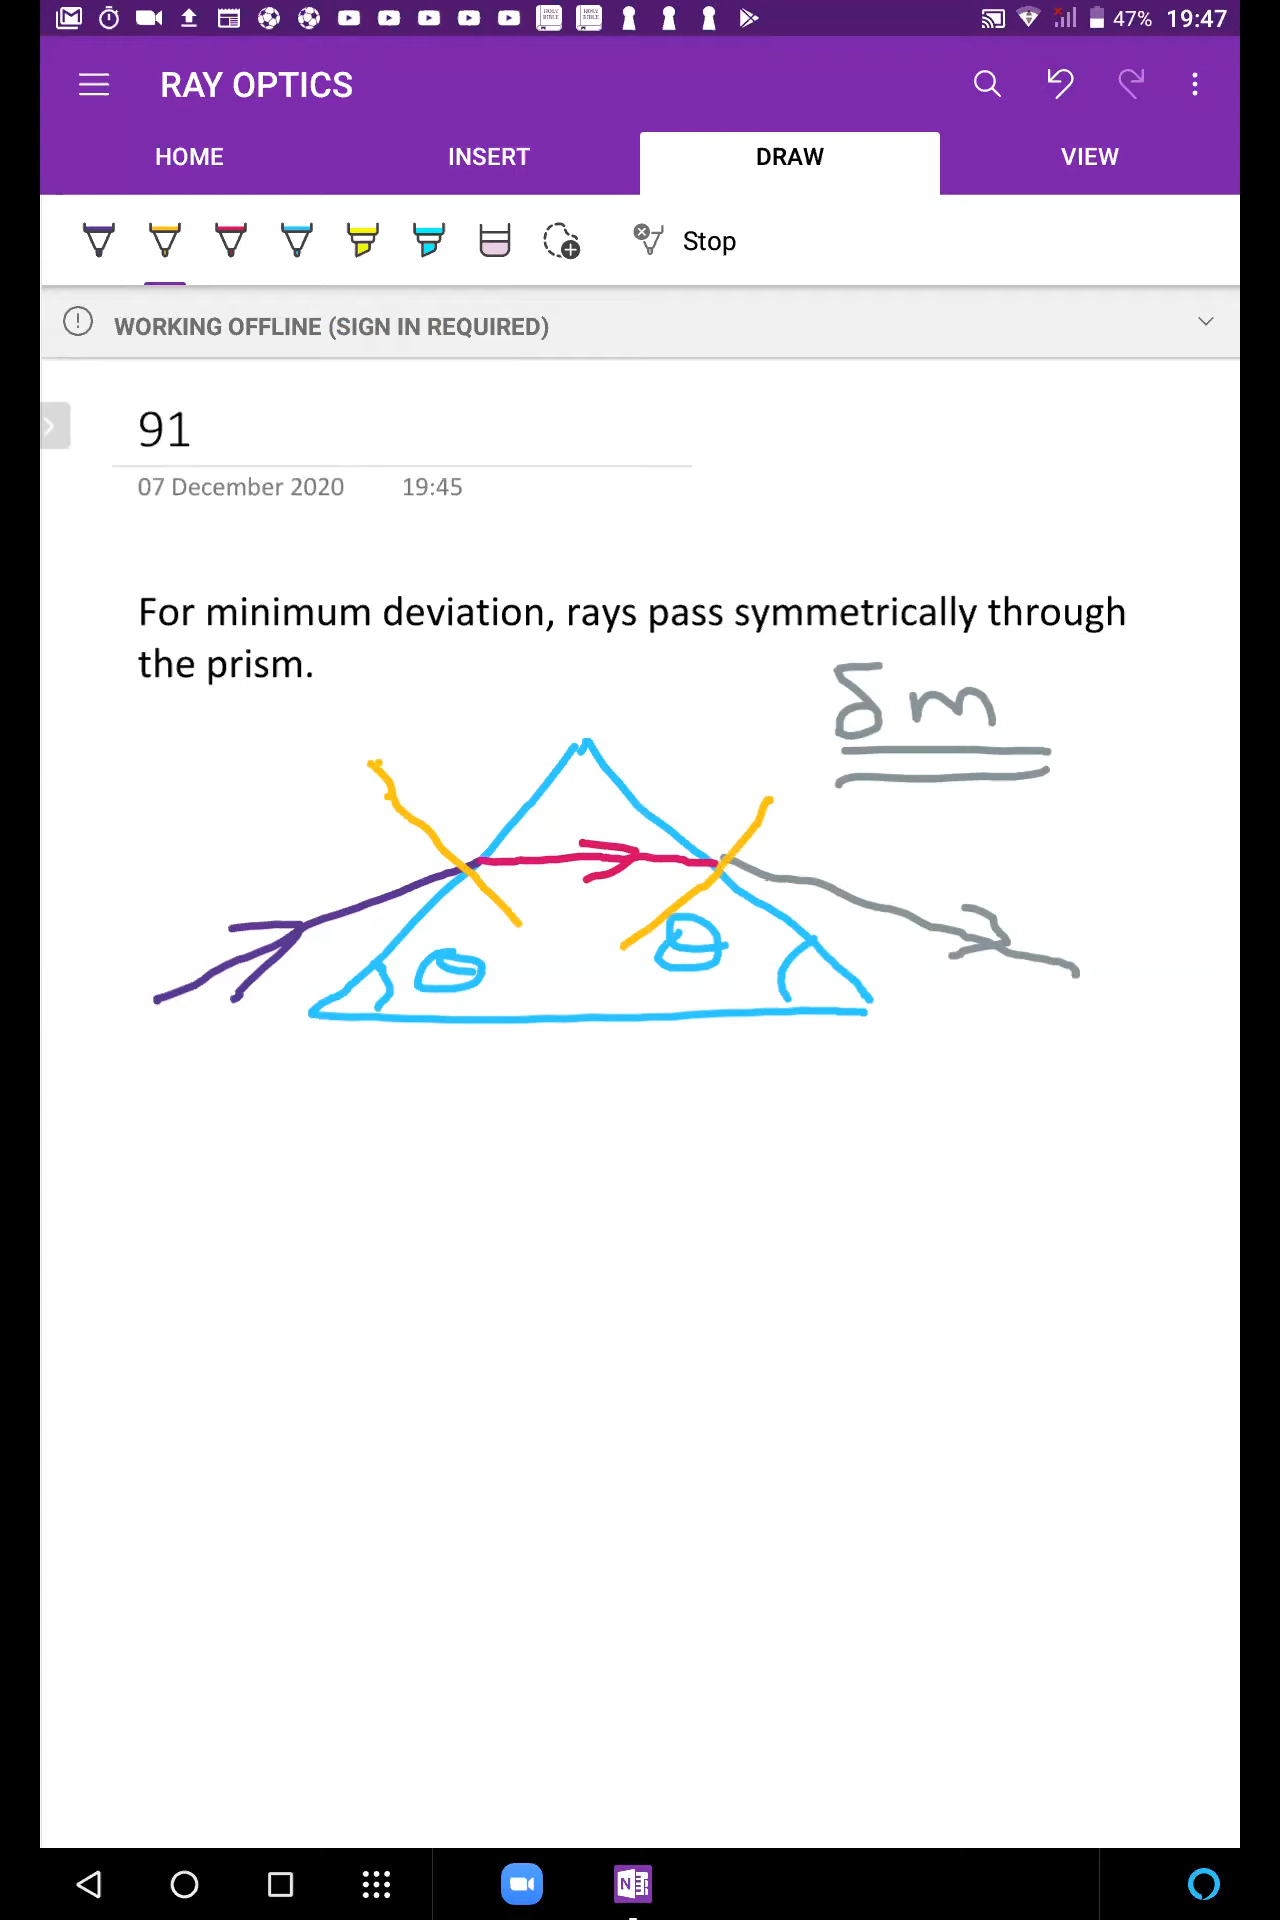 47% 19:47
RAY OPTICS
HOME INSERT DRAW VIEW
Stop
WORKING OFFLINE (SIGN IN REQUIRED)
91
07 December 2020 19:45
For minimum deviation, rays pass symmetrically through
the prism.
δm
θ θ